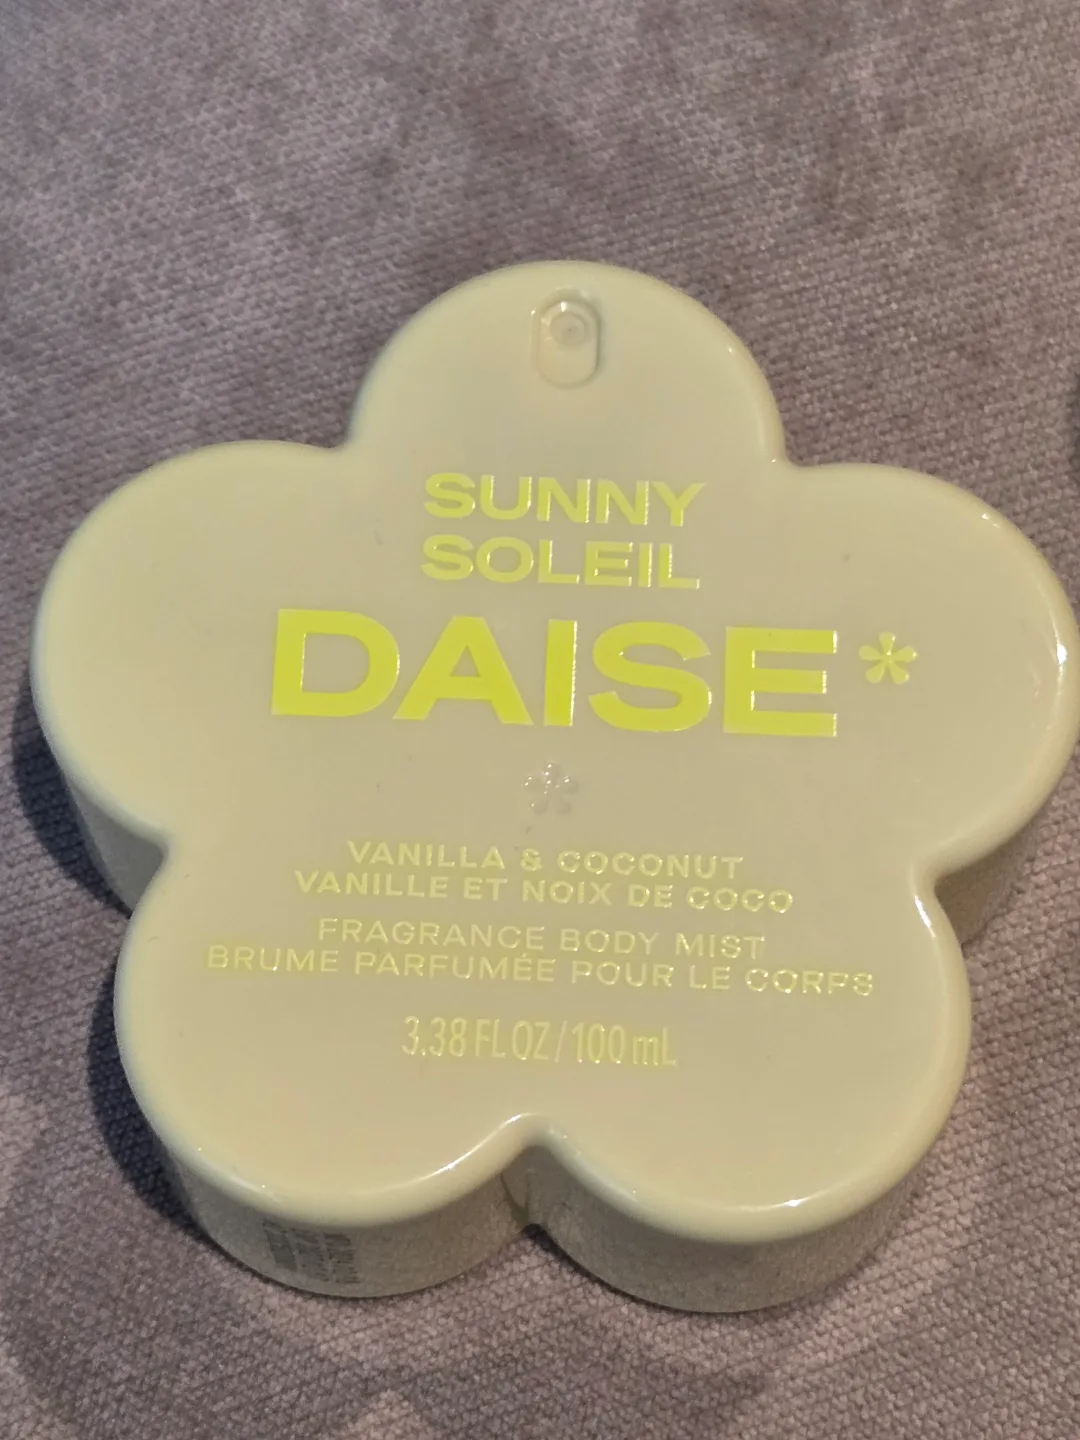 SUNNY
SOLEIL
DAISE*
VANILLA & COCONUT
VANILLE ET NOIX DE COCO
FRAGRANCE BODY MIST
BRUME PARFUMÉE POUR LE CORPS
3.38 FL OZ / 100 mL